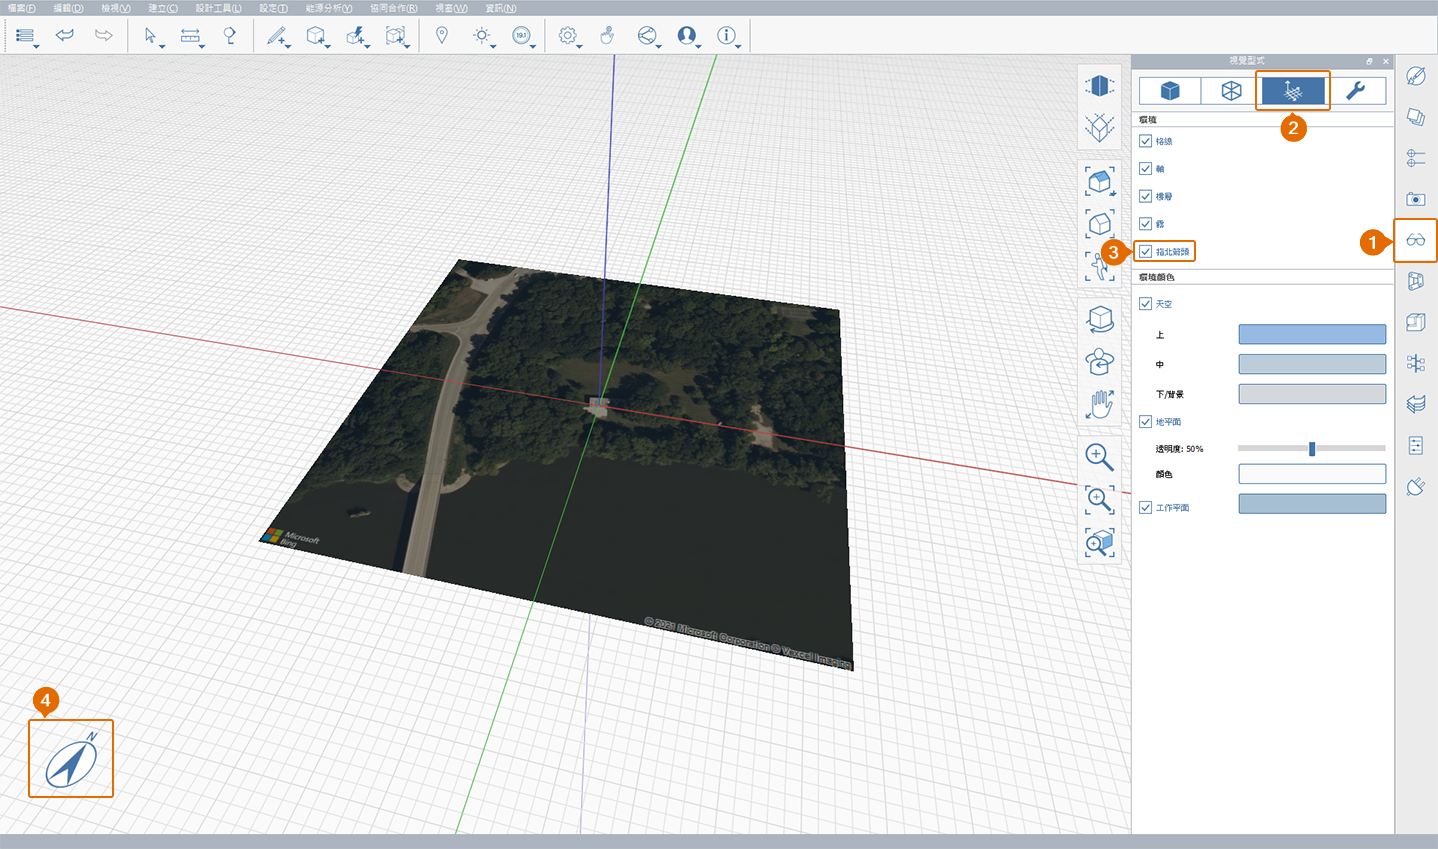 檔案(F) 編輯(D) 檢視(V) 建立(C) 設計工具(L) 設定(T) 能源分析(Y) 協同合作(R) 視窗(W) 資訊(N)
191
視覺型式
2
環境
格線
軸
樓層
霧
1
3
指北箭頭
環境顏色
天空
上
中
下/背景
地平面
透明度: 50%
顏色
工作平面
Microsoft
Bing
© 2021 Microsoft Corporation © Vexcel Imaging
4
N